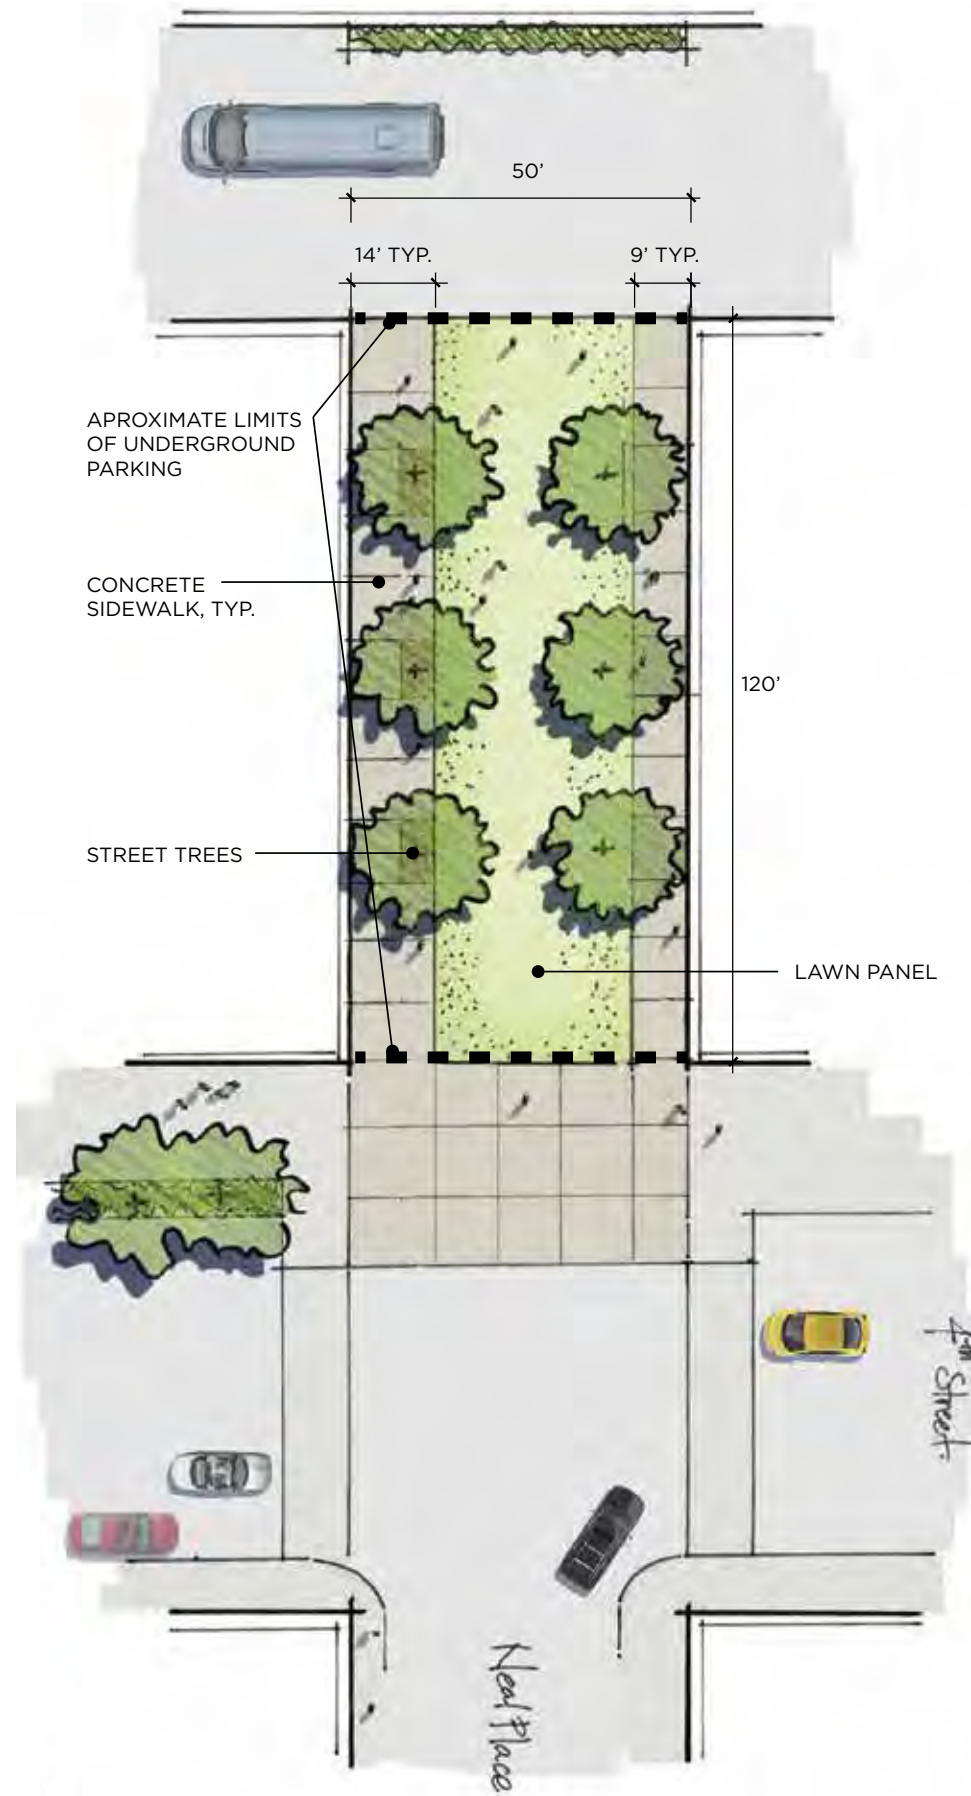 50’
14’ TYP.
9’ TYP.
APROXIMATE LIMITS
OF UNDERGROUND
PARKING
CONCRETE
SIDEWALK, TYP.
120’
STREET TREES
LAWN PANEL
4TH Street.
Neal Place